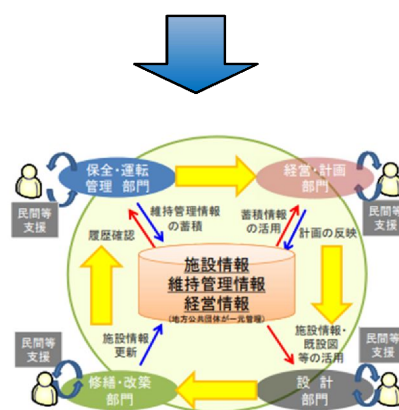 保全・運転
管理 部門
経営・計画
部門
民間等
支援
民間等
支援
維持管理情報
の蓄積
蓄積情報
の活用
履歴確認
計画の反映
施設情報
維持管理情報
経営情報
(地方公共団体が一元管理)
施設情報
更新
施設情報・
既設図
等の活用
民間等
支援
民間等
支援
修繕・改築
部門
設 計
部門